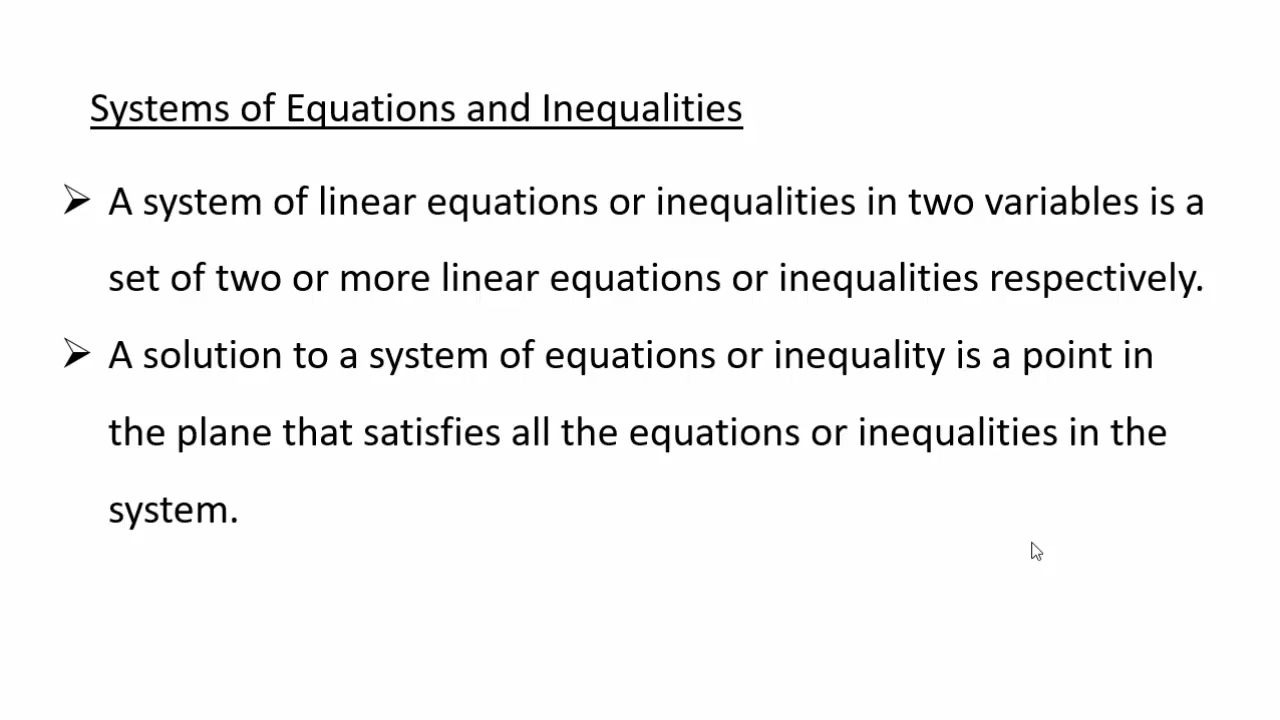 Systems of Equations and Inequalities
➢ A system of linear equations or inequalities in two variables is a
set of two or more linear equations or inequalities respectively.
➢ A solution to a system of equations or inequality is a point in
the plane that satisfies all the equations or inequalities in the
system.